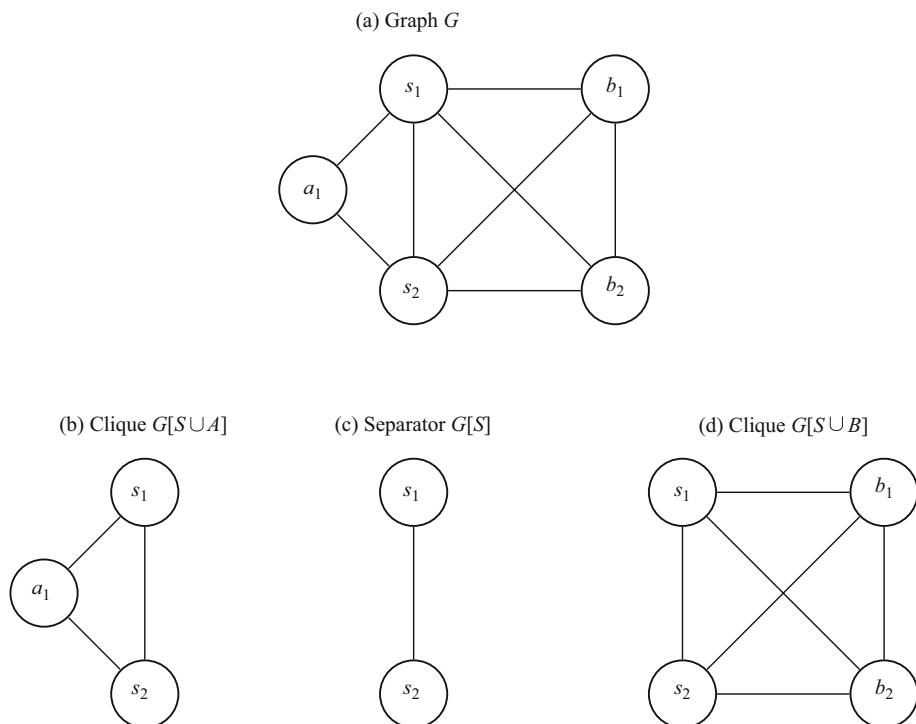 (a) Graph G
s₁ b₁
a₁
s₂ b₂
(b) Clique G[S ∪ A] (c) Separator G[S] (d) Clique G[S ∪ B]
s₁ s₁ s₁ b₁
a₁
s₂ s₂ s₂ b₂